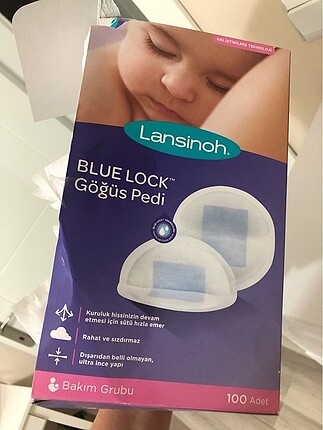 GELİŞTİRİLMİŞ TEKNOLOJİ
Lansinoh®
BLUE LOCK™
Göğüs Pedi
Kuruluk hissinizin devam
etmesi için sütü hızla emer
Rahat ve sızdırmaz
Dışarıdan belli olmayan,
ultra ince yapı
Bakım Grubu
100 Adet